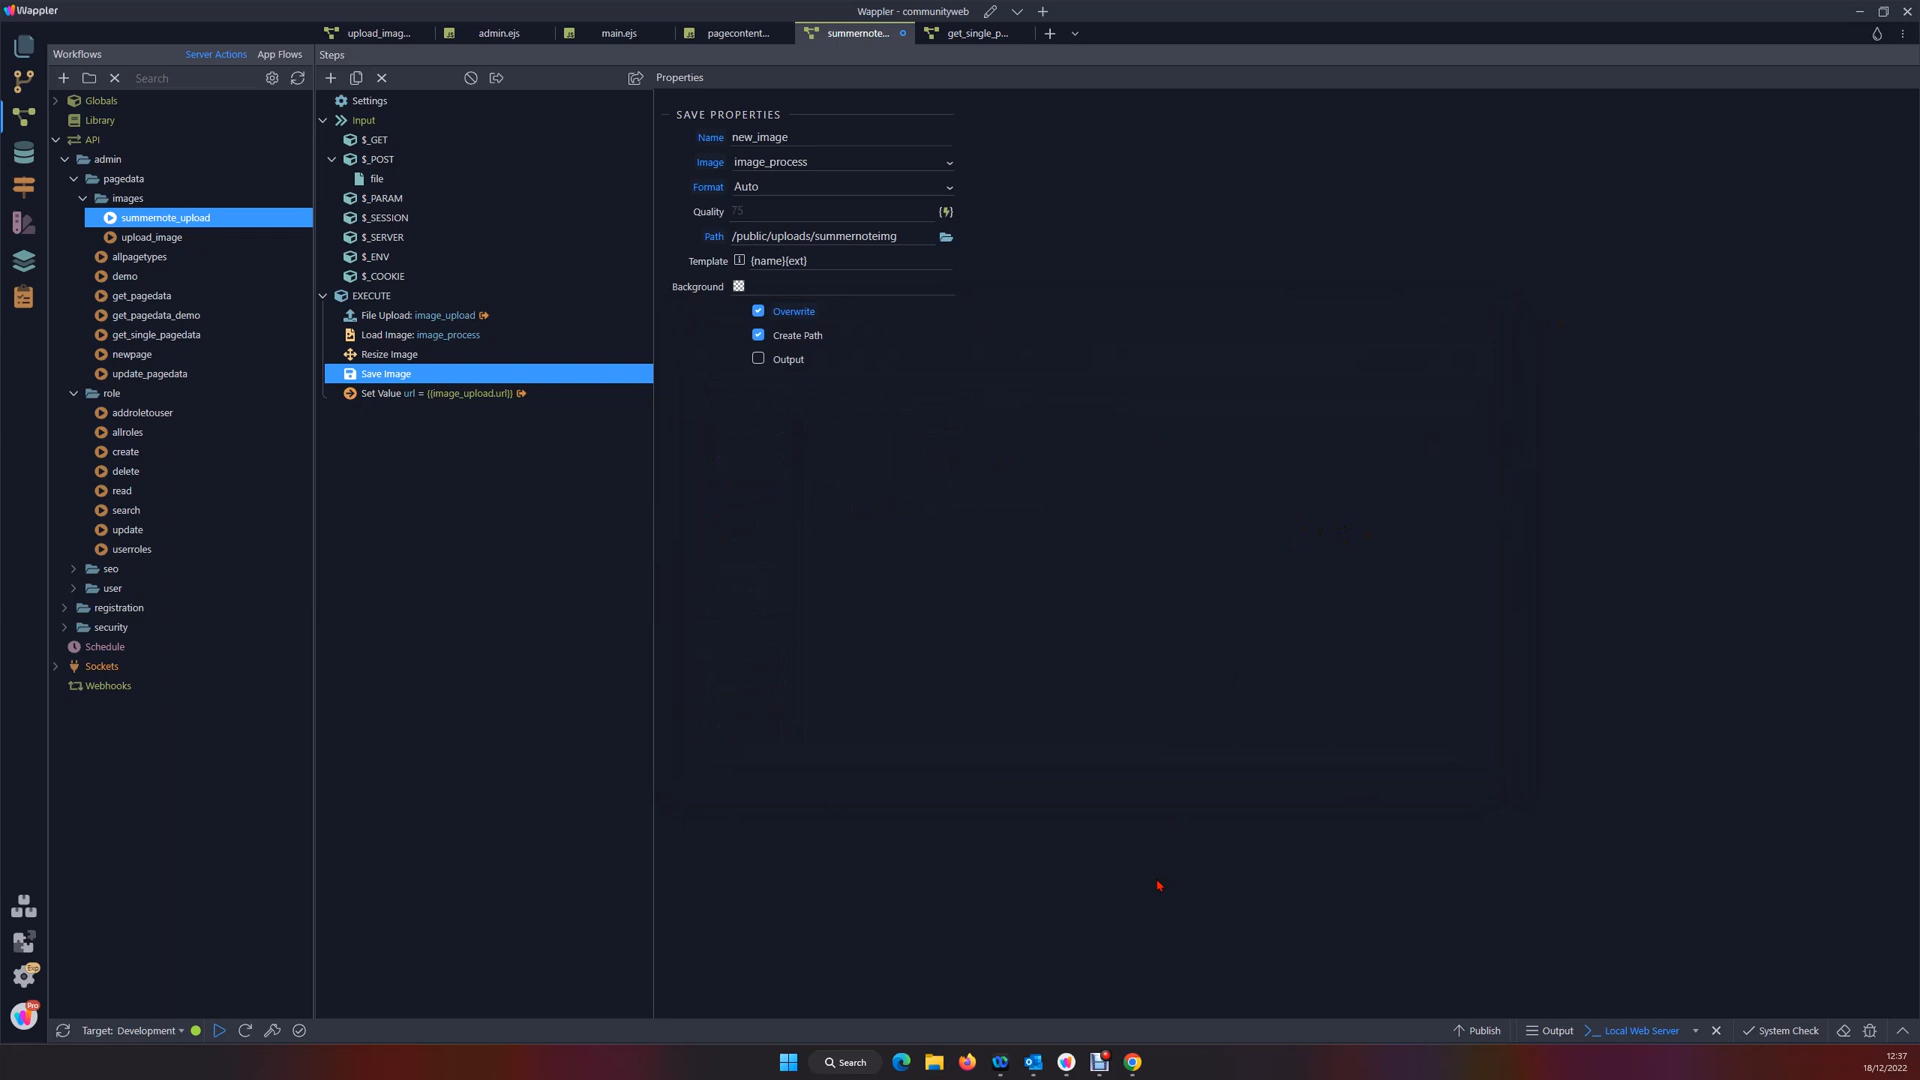 Wappler
Wappler - communityweb
upload_imag...
admin.ejs
main.ejs
pagecontent...
summernote...
get_single_p...
Workflows
Server Actions
App Flows
Search
Globals
Library
API
admin
pagedata
images
summernote_upload
upload_image
allpagetypes
demo
get_pagedata
get_pagedata_demo
get_single_pagedata
newpage
update_pagedata
role
addroletouser
allroles
create
delete
read
search
update
userroles
seo
user
registration
security
Schedule
Sockets
Webhooks
Steps
Settings
Input
$_GET
$_POST
file
$_PARAM
$_SESSION
$_SERVER
$_ENV
$_COOKIE
EXECUTE
File Upload: image_upload
Load Image: image_process
Resize Image
Save Image
Set Value url = {{image_upload.url}}
Properties
SAVE PROPERTIES
Name new_image
Image image_process
Format Auto
Quality 75
Path /public/uploads/summernoteimg
Template {name}{ext}
Background
Overwrite
Create Path
Output
Exp
Pro
Target: Development
Publish
Output
Local Web Server
System Check
Search
12:37
18/12/2022